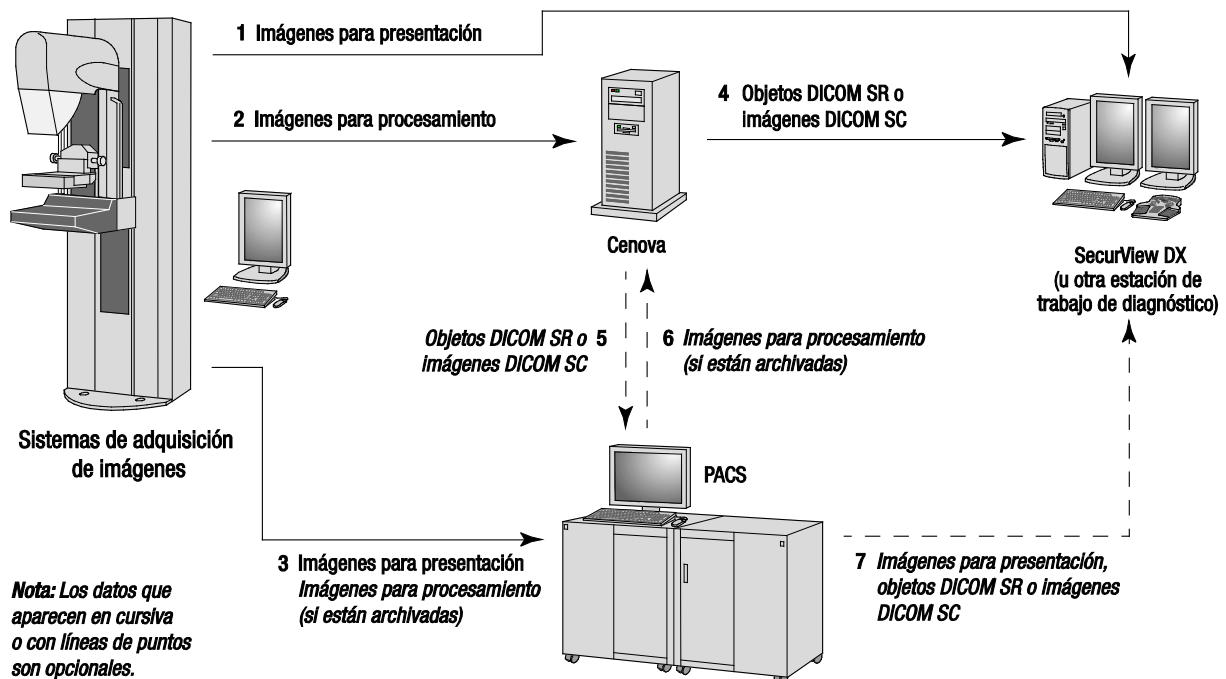 1 Imágenes para presentación
2 Imágenes para procesamiento
4 Objetos DICOM SR o
imágenes DICOM SC
Cenova
SecurView DX
(u otra estación de
trabajo de diagnóstico)
Objetos DICOM SR o 5
imágenes DICOM SC
6 Imágenes para procesamiento
(si están archivadas)
Sistemas de adquisición
de imágenes
PACS
3 Imágenes para presentación
Imágenes para procesamiento
(si están archivadas)
7 Imágenes para presentación,
objetos DICOM SR o imágenes
DICOM SC
Nota: Los datos que
aparecen en cursiva
o con líneas de puntos
son opcionales.